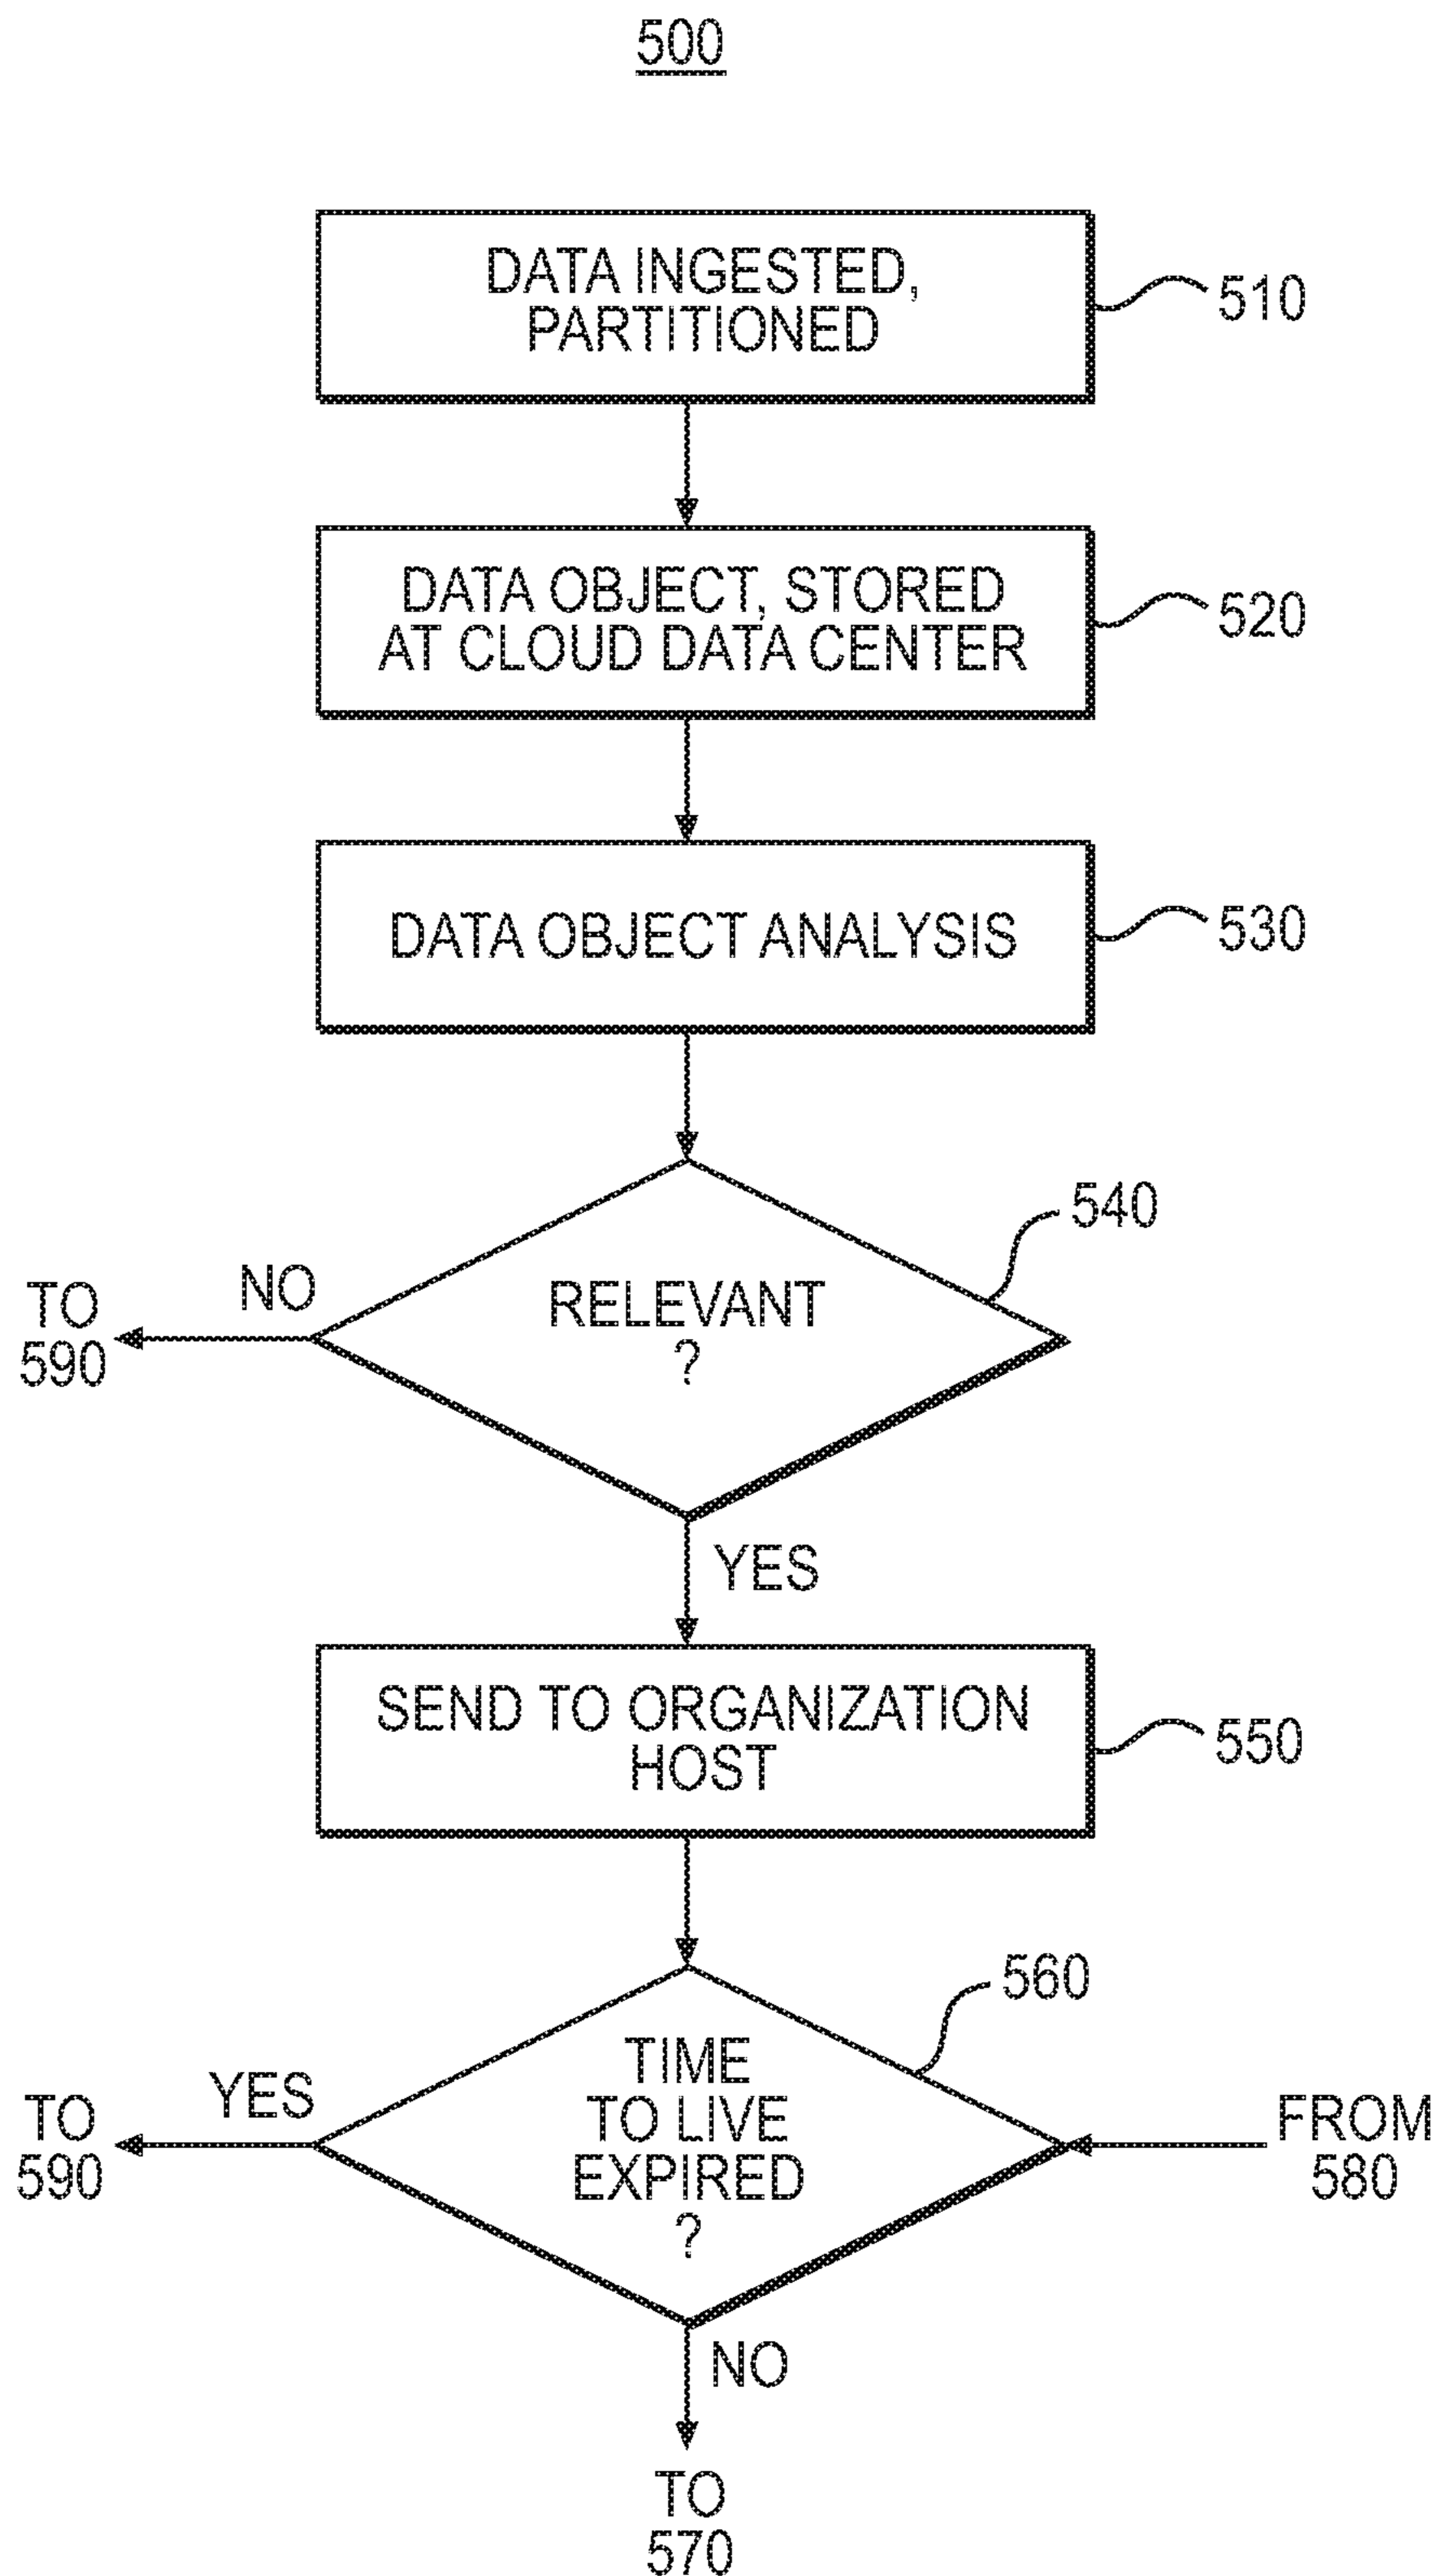 500
DATA INGESTED,
PARTITIONED
510
DATA OBJECT, STORED
AT CLOUD DATA CENTER
520
DATA OBJECT ANALYSIS
530
540
RELEVANT
?
NO
TO
590
YES
SEND TO ORGANIZATION
HOST
550
560
TIME
TO LIVE
EXPIRED
?
YES
TO
590
FROM
580
NO
TO
570